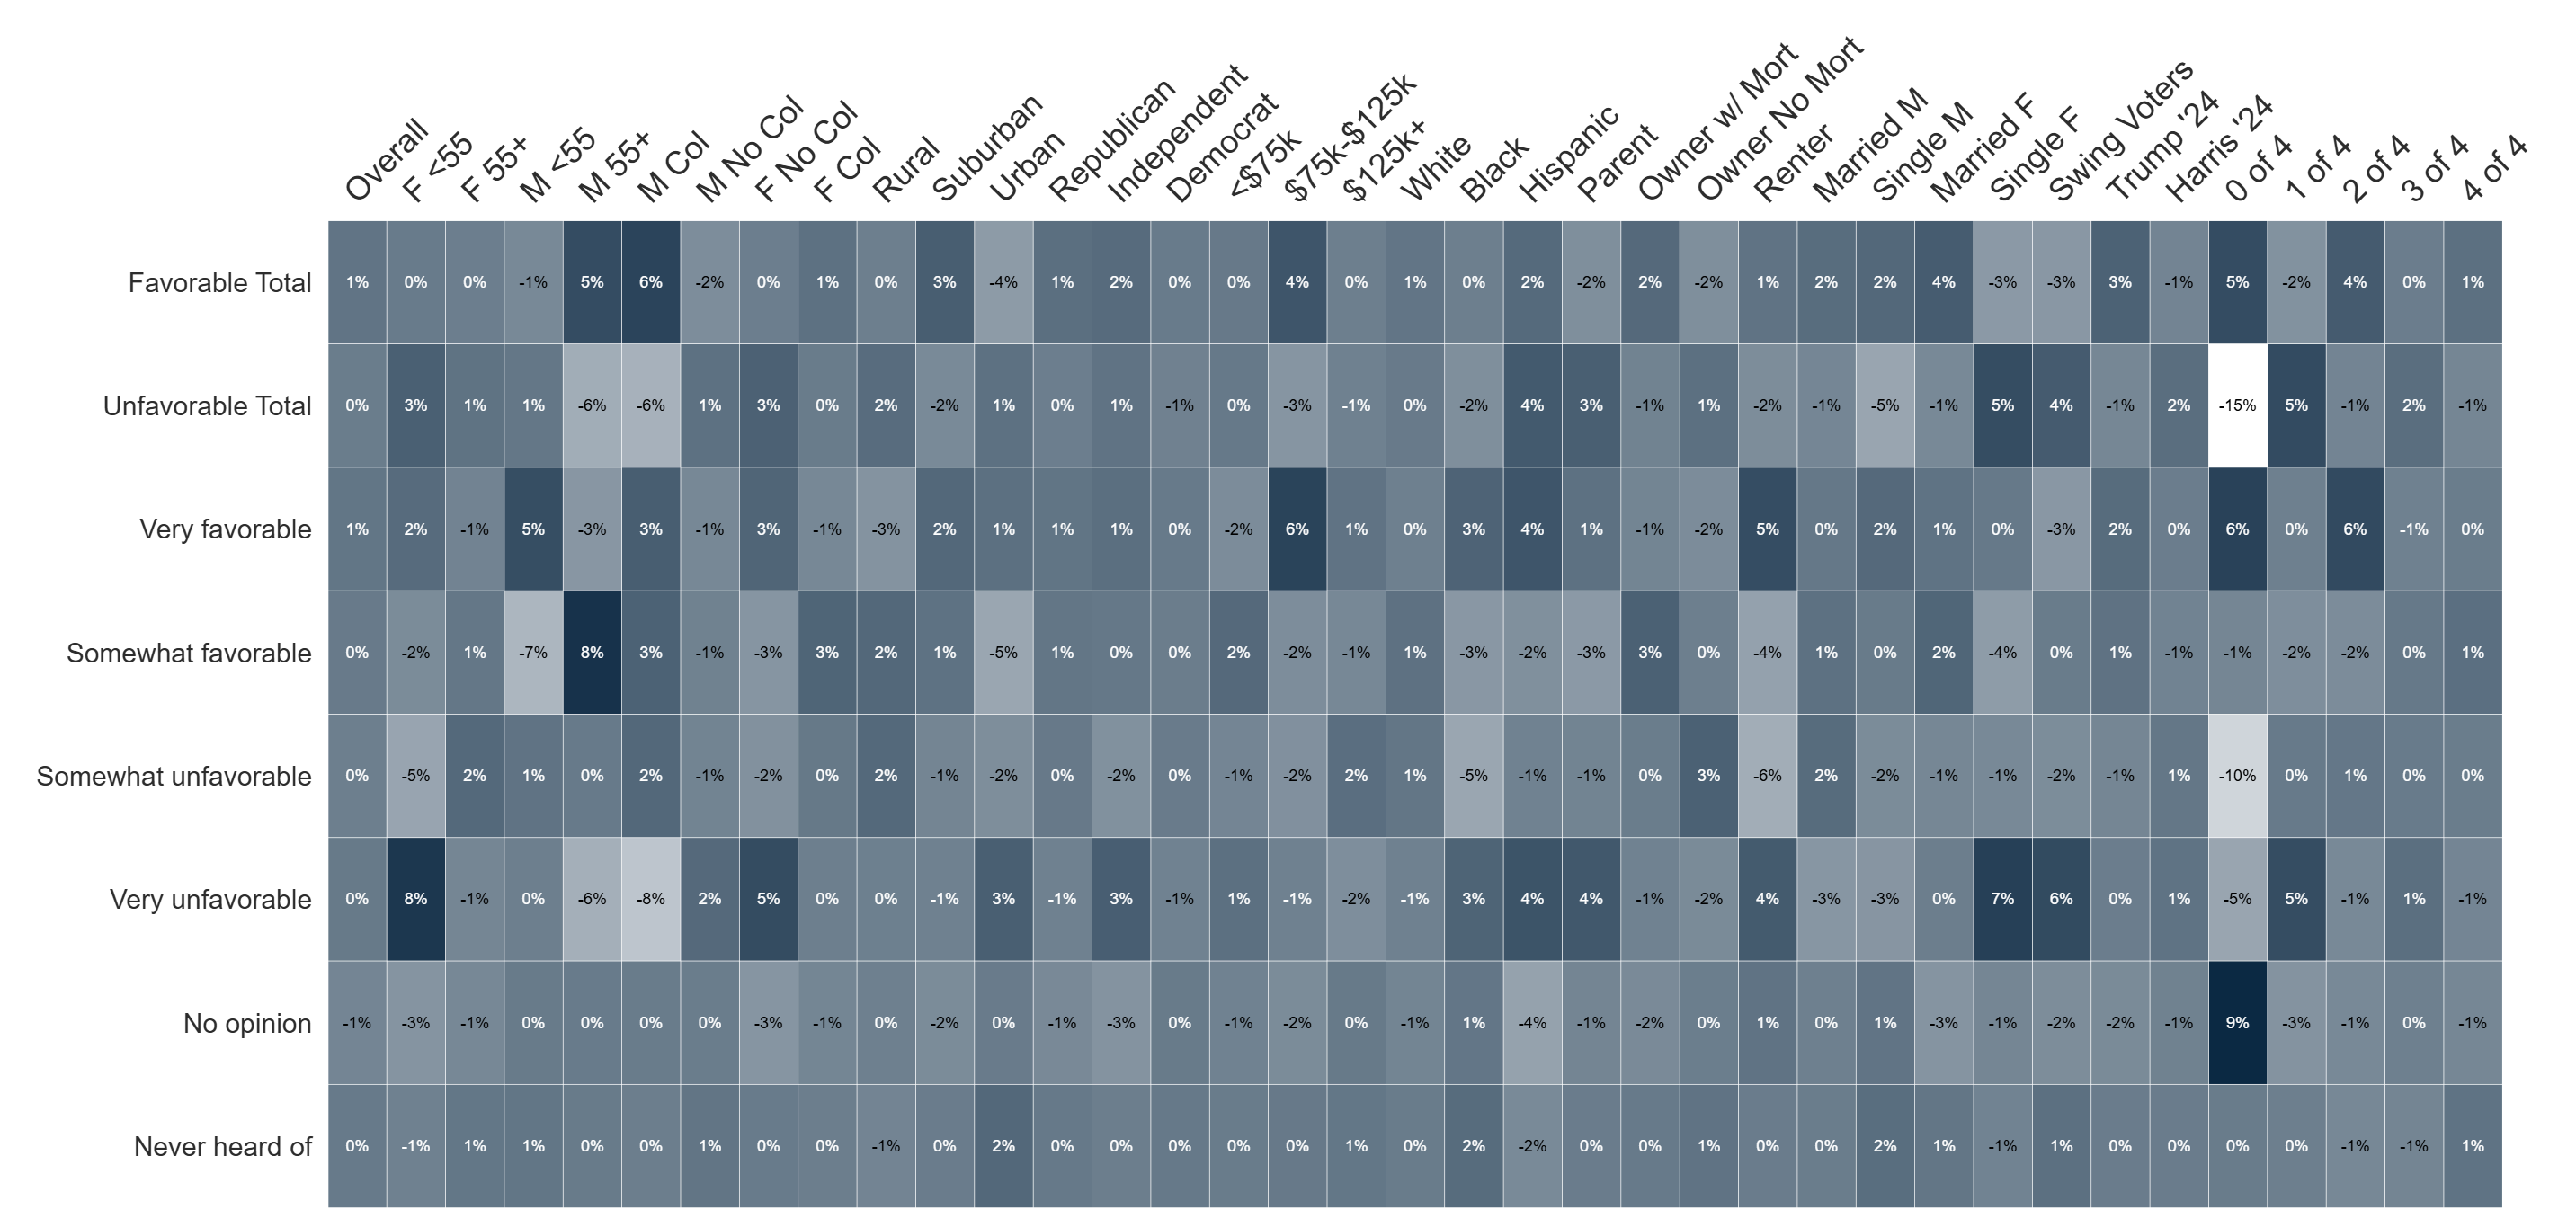 Overall F <55 F 55+ M <55 M 55+ M Col M No Col F No Col F Col Rural Suburban Urban Republican Independent Democrat <$75k $75k-$125k $125k+ White Black Hispanic Parent Owner w/ Mort Owner No Mort Renter Married M Single M Married F Single F Swing Voters Trump '24 Harris '24 0 of 4 1 of 4 2 of 4 3 of 4 4 of 4
Favorable Total 1% 0% 0% -1% 5% 6% -2% 0% 1% 0% 3% -4% 1% 2% 0% 0% 4% 0% 1% 0% 2% -2% 2% -2% 1% 2% 2% 4% -3% -3% 3% -1% 5% -2% 4% 0% 1%
Unfavorable Total 0% 3% 1% 1% -6% -6% 1% 3% 0% 2% -2% 1% 0% 1% -1% 0% -3% -1% 0% -2% 4% 3% -1% 1% -2% -1% -5% -1% 5% 4% -1% 2% -15% 5% -1% 2% -1%
Very favorable 1% 2% -1% 5% -3% 3% -1% 3% -1% -3% 2% 1% 1% 1% 0% -2% 6% 1% 0% 3% 4% 1% -1% -2% 5% 0% 2% 1% 0% -3% 2% 0% 6% 0% 6% -1% 0%
Somewhat favorable 0% -2% 1% -7% 8% 3% -1% -3% 3% 2% 1% -5% 1% 0% 0% 2% -2% -1% 1% -3% -2% -3% 3% 0% -4% 1% 0% 2% -4% 0% 1% -1% -1% -2% -2% 0% 1%
Somewhat unfavorable 0% -5% 2% 1% 0% 2% -1% -2% 0% 2% -1% -2% 0% -2% 0% -1% -2% 2% 1% -5% -1% -1% 0% 3% -6% 2% -2% -1% -1% -2% -1% 1% -10% 0% 1% 0% 0%
Very unfavorable 0% 8% -1% 0% -6% -8% 2% 5% 0% 0% -1% 3% -1% 3% -1% 1% -1% -2% -1% 3% 4% 4% -1% -2% 4% -3% -3% 0% 7% 6% 0% 1% -5% 5% -1% 1% -1%
No opinion -1% -3% -1% 0% 0% 0% 0% -3% -1% 0% -2% 0% -1% -3% 0% -1% -2% 0% -1% 1% -4% -1% -2% 0% 1% 0% 1% -3% -1% -2% -2% -1% 9% -3% -1% 0% -1%
Never heard of 0% -1% 1% 1% 0% 0% 1% 0% 0% -1% 0% 2% 0% 0% 0% 0% 0% 1% 0% 2% -2% 0% 0% 1% 0% 0% 2% 1% -1% 1% 0% 0% 0% 0% -1% -1% 1%